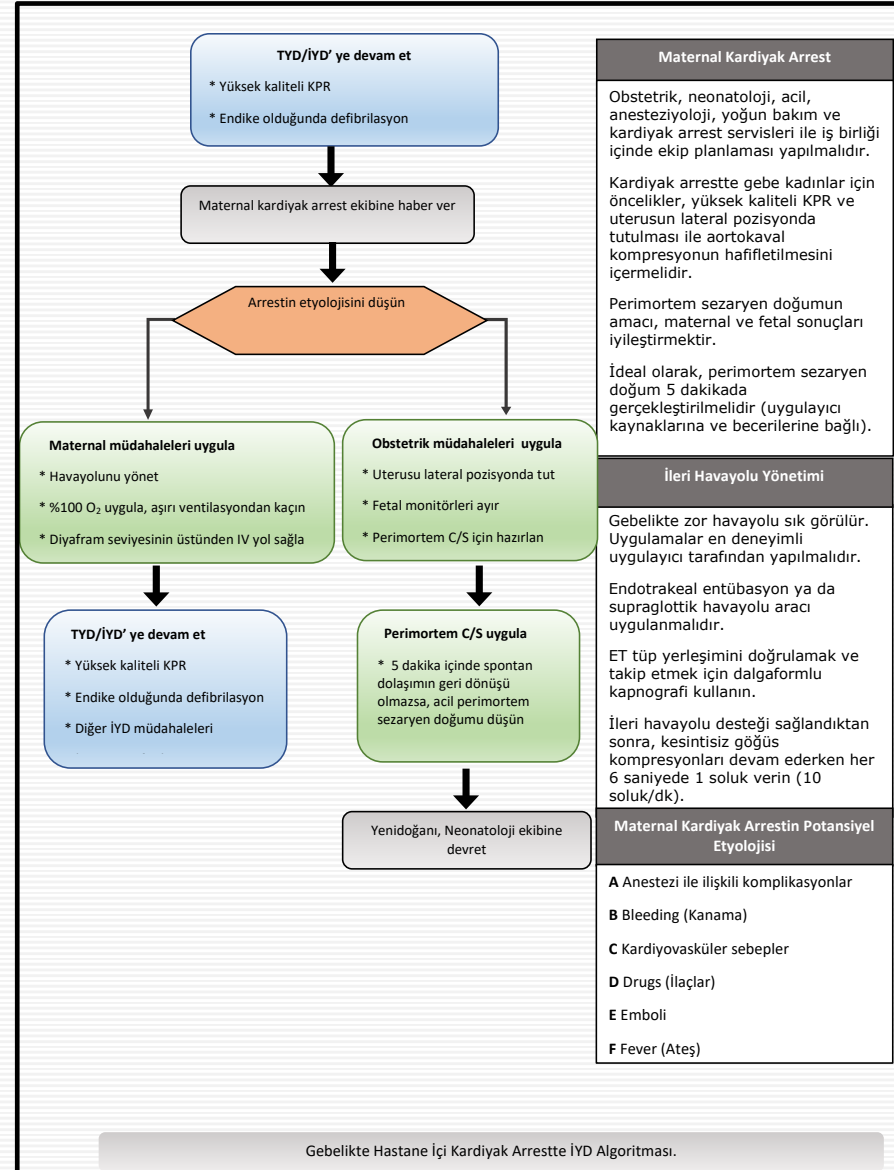 TYD/İYD' ye devam et
* Yüksek kaliteli KPR
* Endike olduğunda defibrilasyon
Maternal kardiyak arrest ekibine haber ver
Arrestin etyolojisini düşün
Maternal müdahaleleri uygula
* Havayolunu yönet
* %100 O₂ uygula, aşırı ventilasyondan kaçın
* Diyafram seviyesinin üstünden IV yol sağla
Obstetrik müdahaleleri uygula
* Uterusu lateral pozisyonda tut
* Fetal monitörleri ayır
* Perimortem C/S için hazırlan
TYD/İYD' ye devam et
* Yüksek kaliteli KPR
* Endike olduğunda defibrilasyon
* Diğer İYD müdahaleleri
Perimortem C/S uygula
* 5 dakika içinde spontan
dolaşımın geri dönüşü
olmazsa, acil perimortem
sezaryen doğumu düşün
Yenidoğanı, Neonatoloji ekibine
devret
Maternal Kardiyak Arrest
Obstetrik, neonatoloji, acil,
anesteziyoloji, yoğun bakım ve
kardiyak arrest servisleri ile iş birliği
içinde ekip planlaması yapılmalıdır.
Kardiyak arrestte gebe kadınlar için
öncelikler, yüksek kaliteli KPR ve
uterusun lateral pozisyonda
tutulması ile aortokaval
kompresyonun hafifletilmesini
içermelidir.
Perimortem sezaryen doğumun
amacı, maternal ve fetal sonuçları
iyileştirmektir.
İdeal olarak, perimortem sezaryen
doğum 5 dakikada
gerçekleştirilmelidir (uygulayıcı
kaynaklarına ve becerilerine bağlı).
İleri Havayolu Yönetimi
Gebelikte zor havayolu sık görülür.
Uygulamalar en deneyimli
uygulayıcı tarafından yapılmalıdır.
Endotrakeal entübasyon ya da
supraglottik havayolu aracı
uygulanmalıdır.
ET tüp yerleşimini doğrulamak ve
takip etmek için dalgaformlu
kapnografi kullanın.
İleri havayolu desteği sağlandıktan
sonra, kesintisiz göğüs
kompresyonları devam ederken her
6 saniyede 1 soluk verin (10
soluk/dk).
Maternal Kardiyak Arrestin Potansiyel
Etyolojisi
A Anestezi ile ilişkili komplikasyonlar
B Bleeding (Kanama)
C Kardiyovasküler sebepler
D Drugs (İlaçlar)
E Emboli
F Fever (Ateş)
Gebelikte Hastane İçi Kardiyak Arrestte İYD Algoritması.